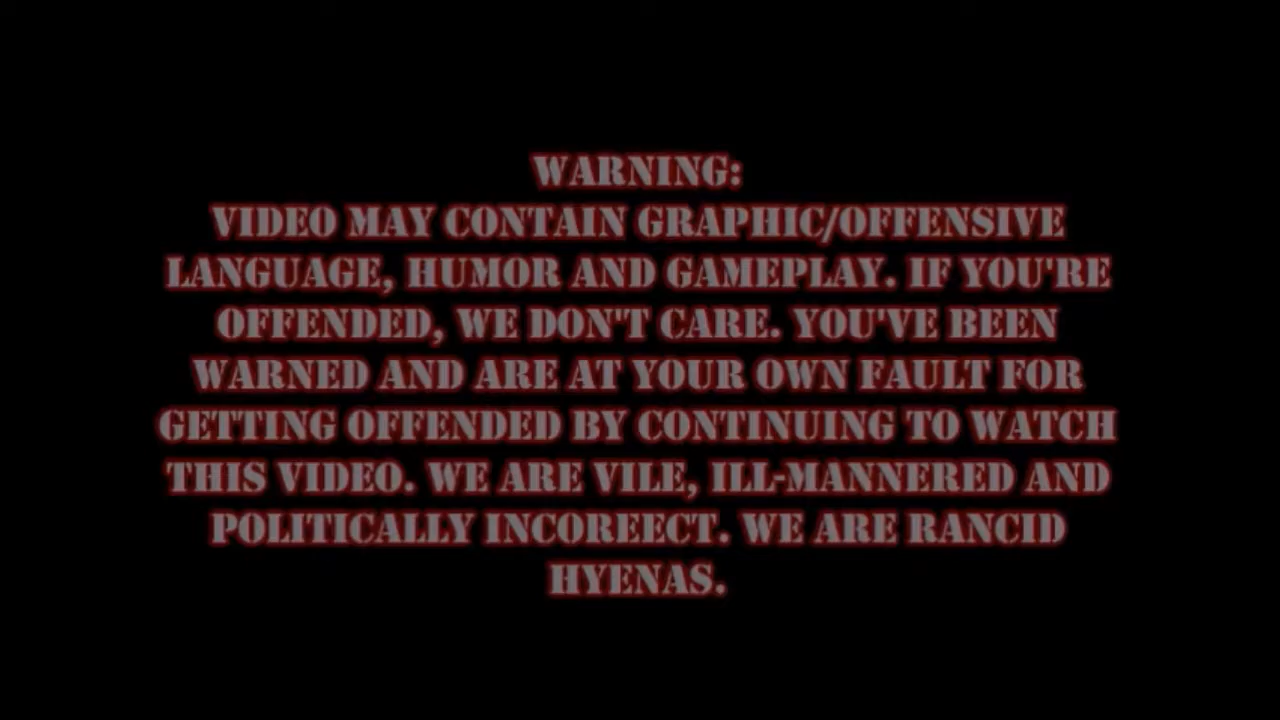 WARNING:
VIDEO MAY CONTAIN GRAPHIC/OFFENSIVE
LANGUAGE, HUMOR AND GAMEPLAY. IF YOU'RE
OFFENDED, WE DON'T CARE. YOU'VE BEEN
WARNED AND ARE AT YOUR OWN FAULT FOR
GETTING OFFENDED BY CONTINUING TO WATCH
THIS VIDEO. WE ARE VILE, ILL-MANNERED AND
POLITICALLY INCOREECT. WE ARE RANCID
HYENAS.